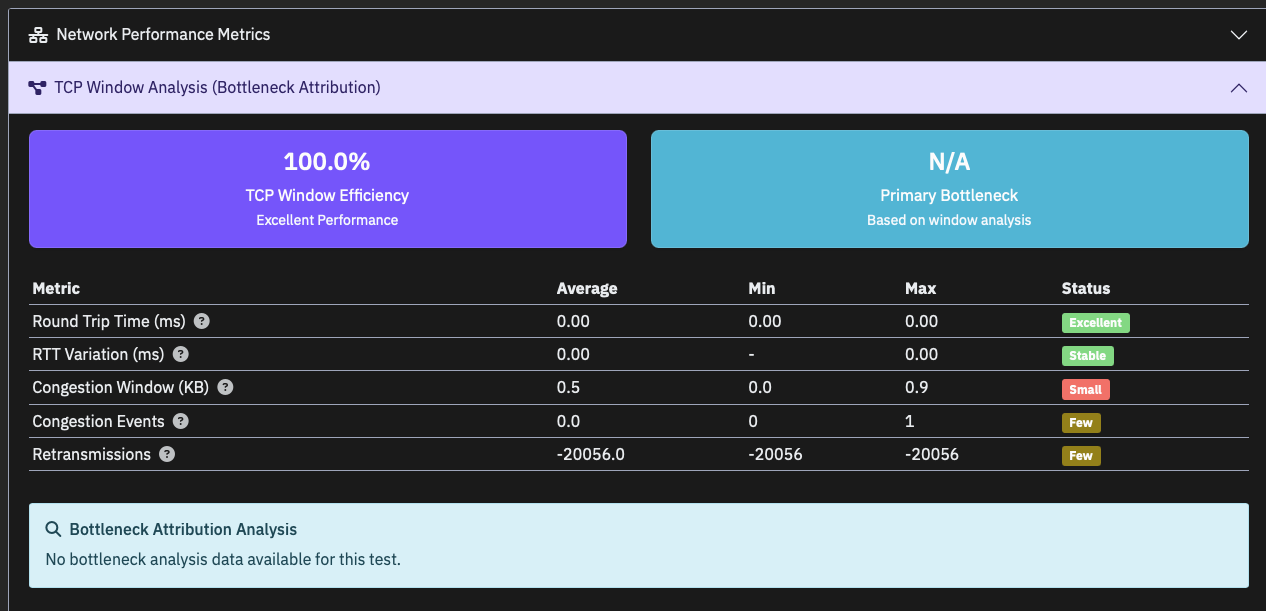 Network Performance Metrics
TCP Window Analysis (Bottleneck Attribution)
100.0%
TCP Window Efficiency
Excellent Performance
N/A
Primary Bottleneck
Based on window analysis
Metric Average Min Max Status
Round Trip Time (ms) ? 0.00 0.00 0.00 Excellent
RTT Variation (ms) ? 0.00 - 0.00 Stable
Congestion Window (KB) ? 0.5 0.0 0.9 Small
Congestion Events ? 0.0 0 1 Few
Retransmissions ? -20056.0 -20056 -20056 Few
Bottleneck Attribution Analysis
No bottleneck analysis data available for this test.